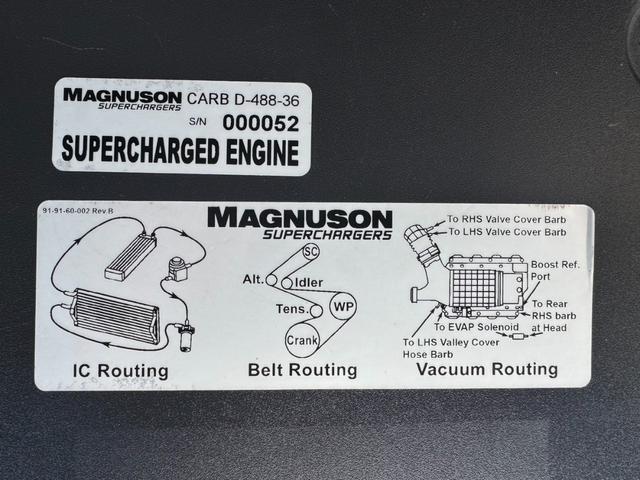 MAGNUSON CARB D-488-36
SUPERCHARGERS
S/N 000052
SUPERCHARGED ENGINE
91-91-60-002 Rev.B
MAGNUSON
SUPERCHARGERS
IC Routing
SC
Alt.
Idler
Tens.
WP
Crank
Belt Routing
To RHS Valve Cover Barb
To LHS Valve Cover Barb
Boost Ref.
Port
To Rear
RHS barb
at Head
To EVAP Solenoid
To LHS Valley Cover
Hose Barb
Vacuum Routing